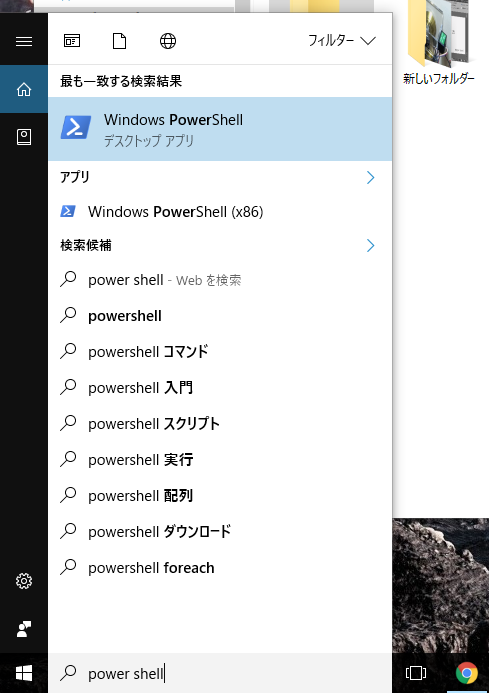 フィルター
新しいフォルダー
最も一致する検索結果
Windows PowerShell
デスクトップ アプリ
アプリ
Windows PowerShell (x86)
検索候補
power shell - Web を検索
powershell
powershell コマンド
powershell 入門
powershell スクリプト
powershell 実行
powershell 配列
powershell ダウンロード
powershell foreach
power shell